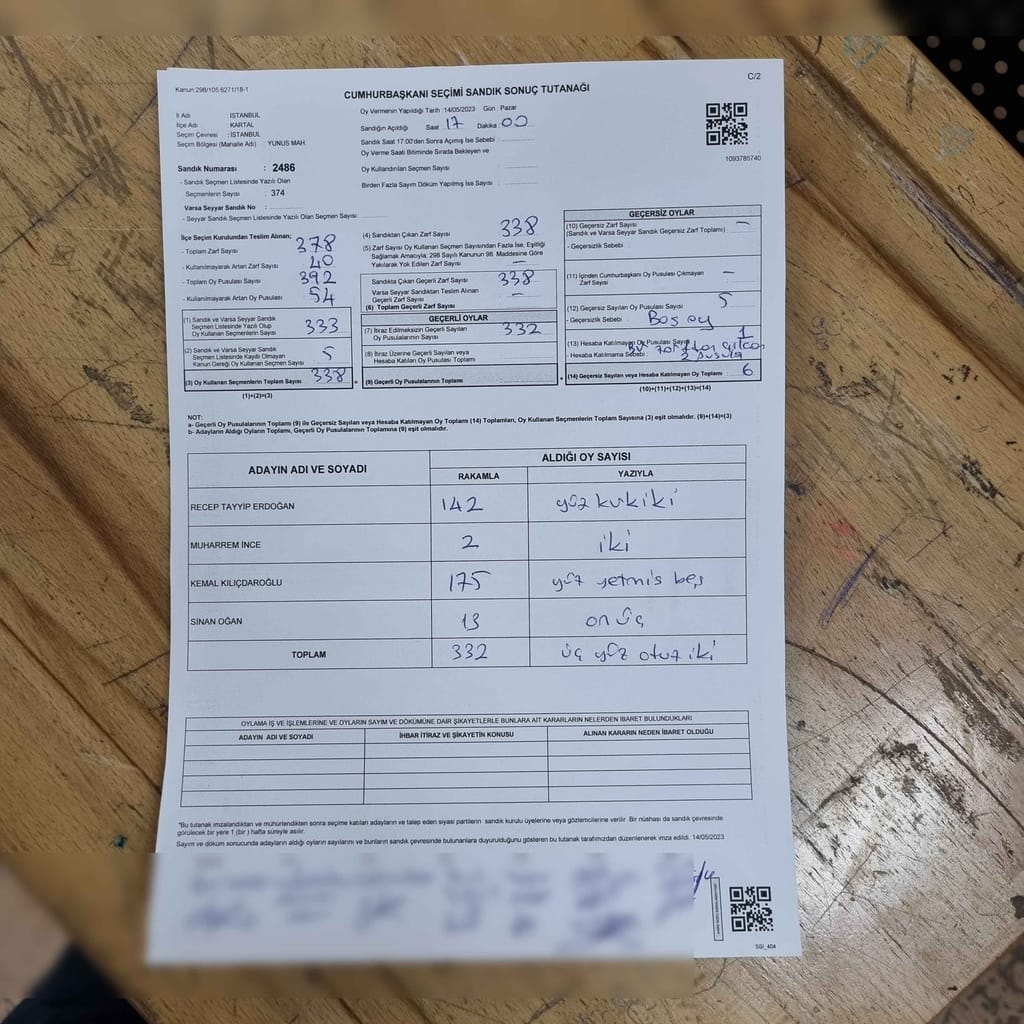 Kanun:298/105.6271/18-1
C/2
CUMHURBAŞKANI SEÇİMİ SANDIK SONUÇ TUTANAĞI
İl Adı : İSTANBUL
İlçe Adı : KARTAL
Seçim Çevresi : İSTANBUL
Seçim Bölgesi (Mahalle Adı) : YUNUS MAH.
Sandık Numarası : 2486
- Sandık Seçmen Listesinde Yazılı Olan
Seçmenlerin Sayısı : 374
Varsa Seyyar Sandık No :
- Seyyar Sandık Seçmen Listesinde Yazılı Olan Seçmen Sayısı
Oy Vermenin Yapıldığı Tarih :14/05/2023 Gün : Pazar
Sandığın Açıldığı Saat 17 Dakika 00
Sandık Saat 17:00'den Sonra Açmış İse Sebebi :
Oy Verme Saati Bitiminde Sırada Bekleyen ve
Oy Kullandırılan Seçmen Sayısı :
Birden Fazla Sayım Döküm Yapılmış İse Sayısı :
1093785740
İlçe Seçim Kurulundan Teslim Alınan;
- Toplam Zarf Sayısı 378
- Kullanılmayarak Artan Zarf Sayısı 40
- Toplam Oy Pusulası Sayısı 392
- Kullanılmayarak Artan Oy Pusulası 54
(1) Sandık ve Varsa Seyyar Sandık
Seçmen Listesinde Yazılı Olup
Oy Kullanan Seçmenlerin Sayısı 333
(2) Sandık ve Varsa Seyyar Sandık
Seçmen Listesinde Kayıtlı Olmayan
Kanun Gereği Oy Kullanan Seçmen Sayısı 5
(3) Oy Kullanan Seçmenlerin Toplam Sayısı 338
(1)+(2)=(3)
(4) Sandıktan Çıkan Zarf Sayısı 338
(5) Zarf Sayısı Oy Kullanan Seçmen Sayısından Fazla İse, Eşitliği
Sağlamak Amacıyla, 298 Sayılı Kanunun 98. Maddesine Göre
Yakılarak Yok Edilen Zarf Sayısı –
Sandıkta Çıkan Geçerli Zarf Sayısı 338
Varsa Seyyar Sandıktan Teslim Alınan
Geçerli Zarf Sayısı –
(6) Toplam Geçerli Zarf Sayısı
GEÇERLİ OYLAR
(7) İtiraz Edilmeksizin Geçerli Sayılan
Oy Pusulasının Sayısı 332
(8) İtiraz Üzerine Geçerli Sayılan veya
Hesaba Katılan Oy Pusulası Toplamı
(9) Geçerli Oy Pusulalarının Toplamı
GEÇERSİZ OYLAR
(10) Geçersiz Zarf Sayısı –
(Sandık ve Varsa Seyyar Sandık Geçersiz Zarf Toplamı)
- Geçersizlik Sebebi
(11) İçinden Cumhurbaşkanı Oy Pusulası Çıkmayan –
Zarf Sayısı
(12) Geçersiz Sayılan Oy Pusulası Sayısı 5
- Geçersizlik Sebebi : Boş oy
(13) Hesaba Katılmayan Oy Pusulası Sayısı 1
- Hesaba Katılmama Sebebi : Bir zarftan çıkan
2 pusula
(14) Geçersiz Sayılan veya Hesaba Katılmayan Oy Toplamı 6
(10)+(11)+(12)+(13)=(14)
NOT:
a- Geçerli Oy Pusulalarının Toplamı (9) ile Geçersiz Sayılan veya Hesaba Katılmayan Oy Toplamı (14) Toplamları, Oy Kullanan Seçmenlerin Toplam Sayısına (3) eşit olmalıdır. (9)+(14)=(3)
b- Adayların Aldığı Oyların Toplamı, Geçerli Oy Pusulalarının Toplamına (9) eşit olmalıdır.
ADAYIN ADI VE SOYADI ALDIĞI OY SAYISI
RAKAMLA YAZIYLA
RECEP TAYYİP ERDOĞAN 142 yüz kırk iki
MUHARREM İNCE 2 iki
KEMAL KILIÇDAROĞLU 175 yüz yetmis beş
SİNAN OĞAN 13 on üç
TOPLAM 332 üç yüz otuz iki
OYLAMA İŞ VE İŞLEMLERİNE VE OYLARIN SAYIM VE DÖKÜMÜNE DAİR ŞİKAYETLERLE BUNLARA AİT KARARLARIN NELERDEN İBARET BULUNDUKLARI
ADAYIN ADI VE SOYADI İHBAR İTİRAZ VE ŞİKAYETİN KONUSU ALINAN KARARIN NEDEN İBARET OLDUĞU
"Bu tutanak imzalandıktan ve mühürlendikten sonra seçime katılan adayların ve talep eden siyasi partilerin sandık kurulu üyelerine veya gözlemcilerine verilir. Bir nüshası da sandık çevresinde
görülecek bir yere 1 (bir ) hafta süreyle asılır.
Sayım ve döküm sonucunda adayların aldığı oyların sayılarını ve bunların sandık çevresinde bulunanlara duyurulduğunu gösteren bu tutanak tarafımızdan düzenlenerek imza edildi. 14/05/2023
SSI_404